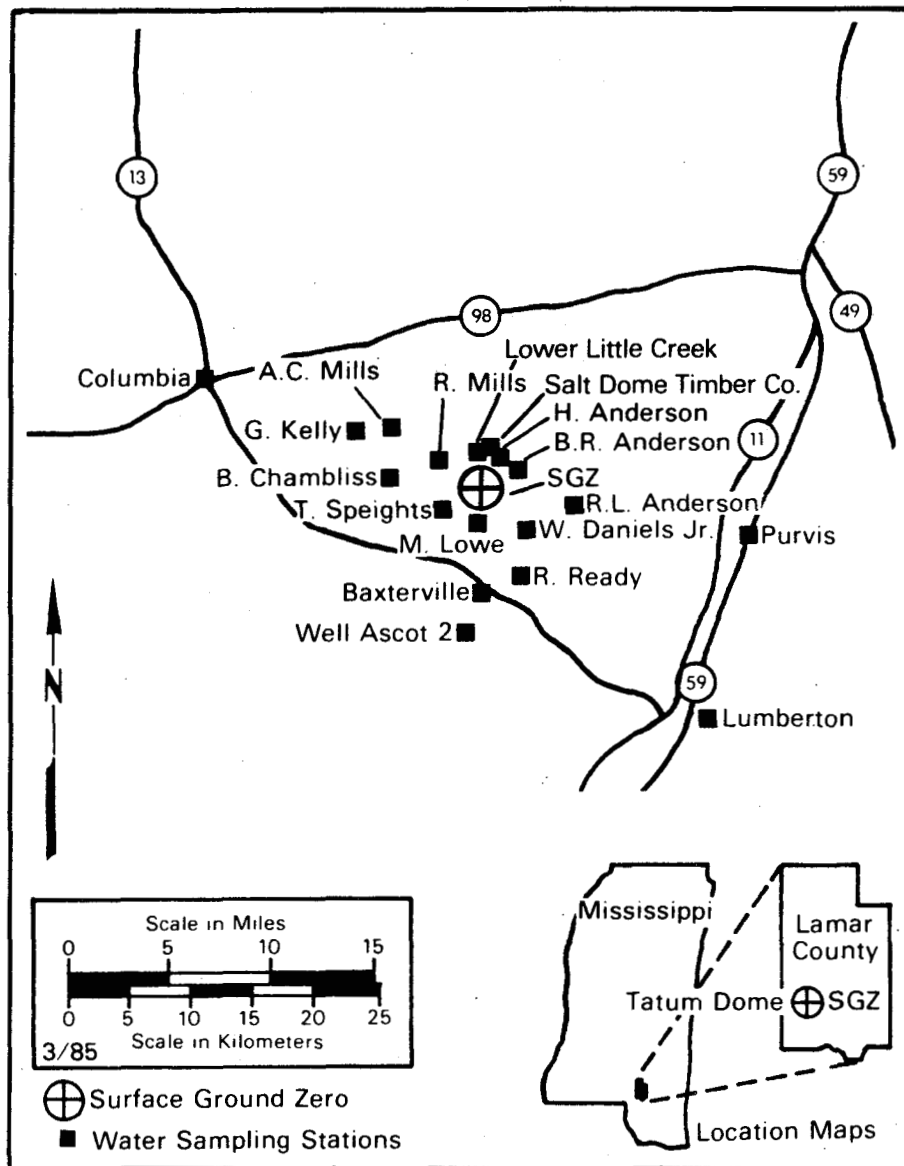 13
59
49
98
Lower Little Creek
Columbia
A.C. Mills
R. Mills
Salt Dome Timber Co.
H. Anderson
G. Kelly
B.R. Anderson
11
B. Chambliss
SGZ
R.L. Anderson
T. Speights
W. Daniels Jr.
Purvis
M. Lowe
R. Ready
Baxterville
Well Ascot 2
N
59
Lumberton
Scale in Miles
0 5 10 15
0 5 10 15 20 25
Scale in Kilometers
3/85
Surface Ground Zero
Water Sampling Stations
Mississippi
Lamar
County
Tatum Dome
SGZ
Location Maps